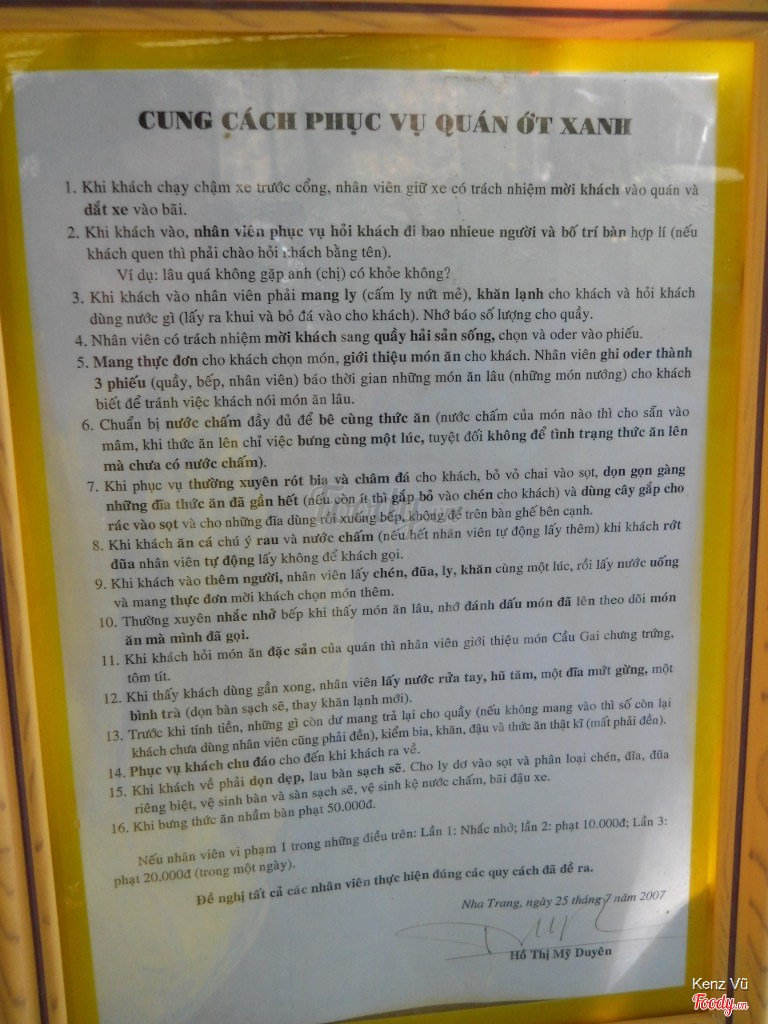 CUNG CÁCH PHỤC VỤ QUÁN ỚT XANH
1. Khi khách chạy chậm xe trước cổng, nhân viên giữ xe có trách nhiệm mời khách vào quán và
dắt xe vào bãi.
2. Khi khách vào, nhân viên phục vụ hỏi khách đi bao nhieue người và bố trí bàn hợp lí (nếu
khách quen thì phải chào hỏi khách bằng tên).
Ví dụ: lâu quá không gặp anh (chị) có khỏe không?
3. Khi khách vào nhân viên phải mang ly (cấm ly nứt mẻ), khăn lạnh cho khách và hỏi khách
dùng nước gì (lấy ra khui và bỏ đá vào cho khách). Nhớ báo số lượng cho quầy.
4. Nhân viên có trách nhiệm mời khách sang quầy hải sản sống, chọn và oder vào phiếu.
5. Mang thực đơn cho khách chọn món, giới thiệu món ăn cho khách. Nhân viên ghi oder thành
3 phiếu (quầy, bếp, nhân viên) báo thời gian những món ăn lâu (những món nướng) cho khách
biết để tránh việc khách nói món ăn lâu.
6. Chuẩn bị nước chấm đầy đủ để bê cùng thức ăn (nước chấm của món nào thì cho sẵn vào
mâm, khi thức ăn lên chỉ việc bưng cùng một lúc, tuyệt đối không để tình trạng thức ăn lên
mà chưa có nước chấm).
7. Khi phục vụ thường xuyên rót bia và châm đá cho khách, bỏ vỏ chai vào sọt, dọn gọn gàng
những đĩa thức ăn đã gần hết (nếu còn ít thì gắp bỏ vào chén cho khách) và dùng cây gắp cho
rác vào sọt và cho những đĩa dùng rồi xuống bếp, không để trên bàn ghế bên cạnh.
8. Khi khách ăn cá chú ý rau và nước chấm (nếu hết nhân viên tự động lấy thêm) khi khách rớt
đũa nhân viên tự động lấy không để khách gọi.
9. Khi khách vào thêm người, nhân viên lấy chén, đũa, ly, khăn cùng một lúc, rồi lấy nước uống
và mang thực đơn mời khách chọn món thêm.
10. Thường xuyên nhắc nhở bếp khi thấy món ăn lâu, nhớ đánh dấu món đã lên theo dõi món
ăn mà mình đã gọi.
11. Khi khách hỏi món ăn đặc sản của quán thì nhân viên giới thiệu món Cầu Gai chưng trứng,
tôm tít.
12. Khi thấy khách dùng gần xong, nhân viên lấy nước rửa tay, hũ tăm, một đĩa mứt gừng, một
bình trà (dọn bàn sạch sẽ, thay khăn lạnh mới).
13. Trước khi tính tiền, những gì còn dư mang trả lại cho quầy (nếu không mang vào thì số còn lại
khách chưa dùng nhân viên cũng phải đền), kiểm bia, khăn, đậu và thức ăn thật kĩ (mất phải đền).
14. Phục vụ khách chu đáo cho đến khi khách ra về.
15. Khi khách về phải dọn dẹp, lau bàn sạch sẽ. Cho ly dơ vào sọt và phân loại chén, đĩa, đũa
riêng biệt, vệ sinh bàn và sàn sạch sẽ, vệ sinh kệ nước chấm, bãi đậu xe.
16. Khi bưng thức ăn nhầm bàn phạt 50.000đ.
Nếu nhân viên vi phạm 1 trong những điều trên: Lần 1: Nhắc nhở; lần 2: phạt 10.000đ; Lần 3:
phạt 20.000đ (trong một ngày).
Đề nghị tất cả các nhân viên thực hiện đúng các quy cách đã đề ra.
Nha Trang, ngày 25 tháng 7 năm 2007
Hồ Thị Mỹ Duyên
Kenz Vũ
Foody.vn